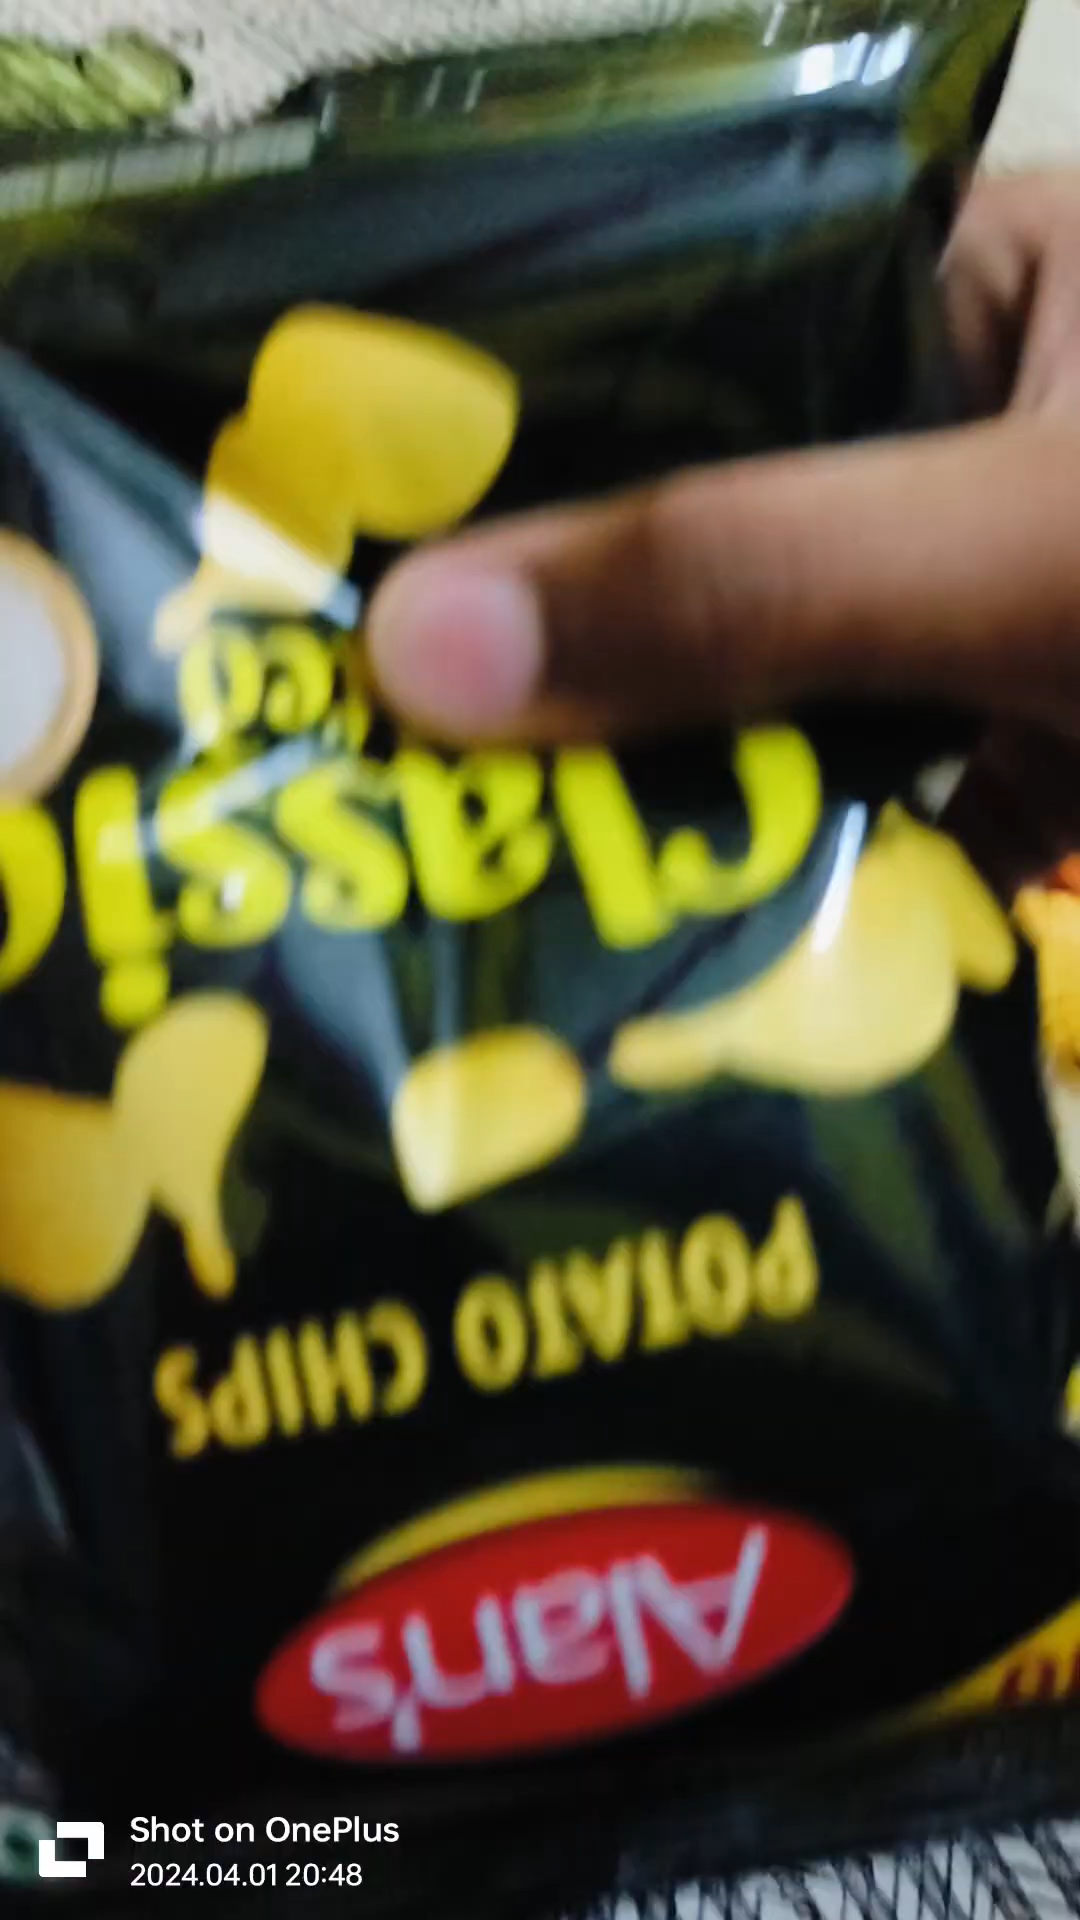 Alan's
POTATO CHIPS
Classic
Shot on OnePlus
2024.04.01 20:48